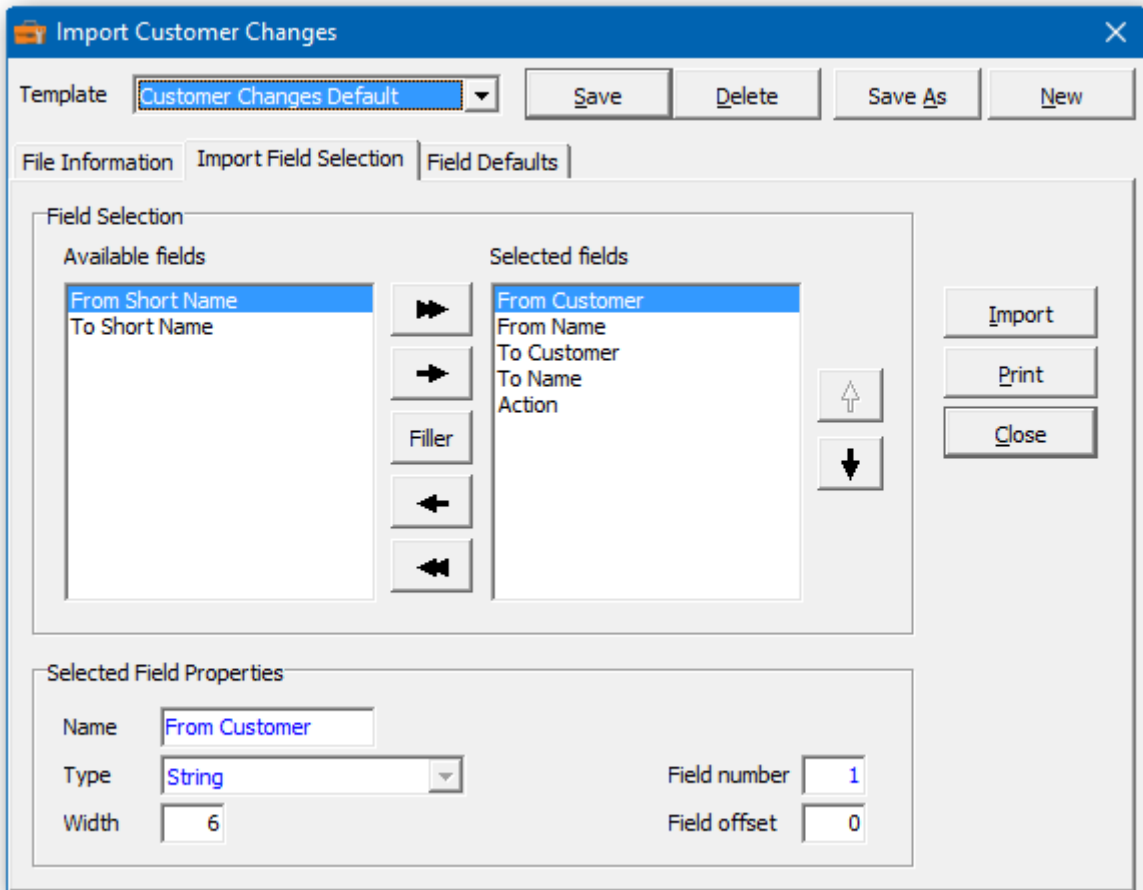 Import Customer Changes
Template Customer Changes Default Save Delete Save As New
File Information Import Field Selection Field Defaults
Field Selection
Available fields Selected fields
From Short Name From Customer
To Short Name From Name
To Customer
To Name
Action
Filler
Import
Print
Close
Selected Field Properties
Name From Customer
Type String Field number 1
Width 6 Field offset 0